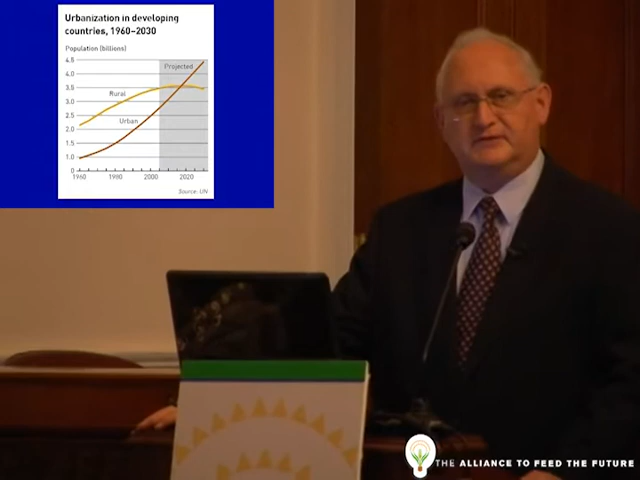 Urbanization in developing
countries, 1960–2030
Population (billions)
4.5
4.0
3.5
3.0
2.5
2.0
1.5
1.0
0
Projected
Rural
Urban
1960
1980
2000
2020
Source: UN
THE ALLIANCE TO FEED THE FUTURE